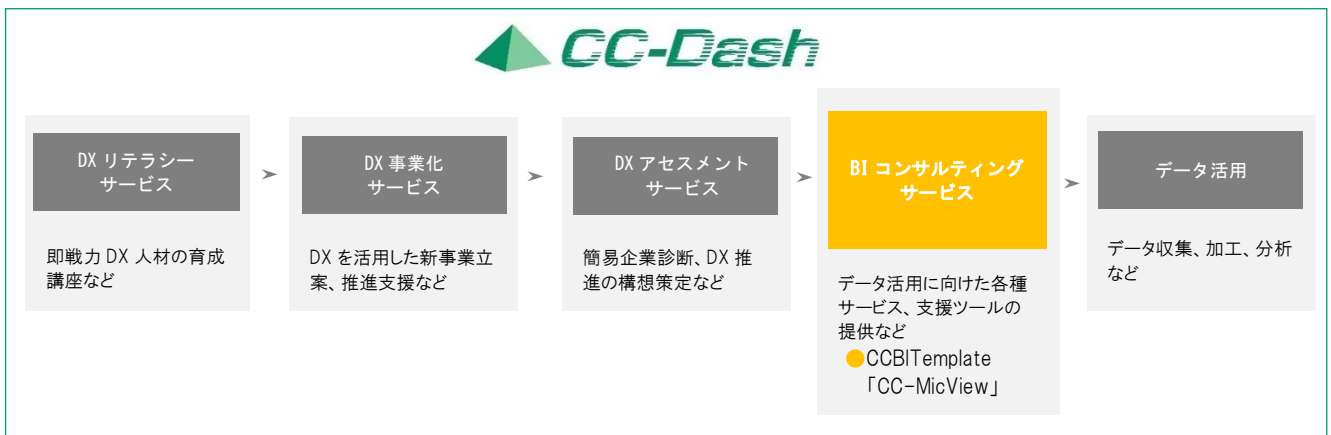 CC-Dash
DX リテラシー
サービス
即戦力 DX 人材の育成
講座など
➤
DX 事業化
サービス
DX を活用した新事業立
案、推進支援など
➤
DX アセスメント
サービス
簡易企業診断、DX 推
進の構想策定など
➤
BI コンサルティング
サービス
データ活用に向けた各種
サービス、支援ツールの
提供など
●CCBITemplate
「CC-MicView」
➤
データ活用
データ収集、加工、分析
など